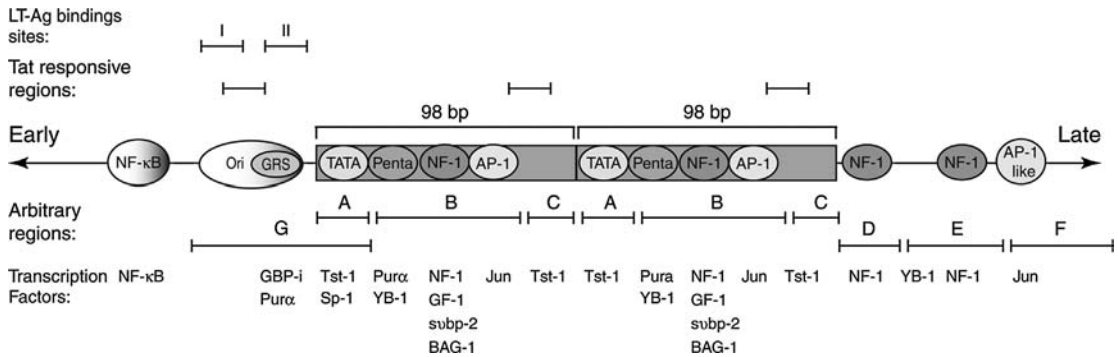 LT-Ag bindings
sites:
I II
Tat responsive
regions:
98 bp 98 bp
Early Late
NF-κB Ori GRS TATA Penta NF-1 AP-1 TATA Penta NF-1 AP-1 NF-1 NF-1 AP-1
like
Arbitrary
regions:
A B C A B C
G D E F
Transcription NF-κB GBP-i Tst-1 Purα NF-1 Jun Tst-1 Tst-1 Pura NF-1 Jun Tst-1 NF-1 YB-1 NF-1 Jun
Factors: Purα Sp-1 YB-1 GF-1 YB-1 GF-1
sυbp-2 sυbp-2
BAG-1 BAG-1